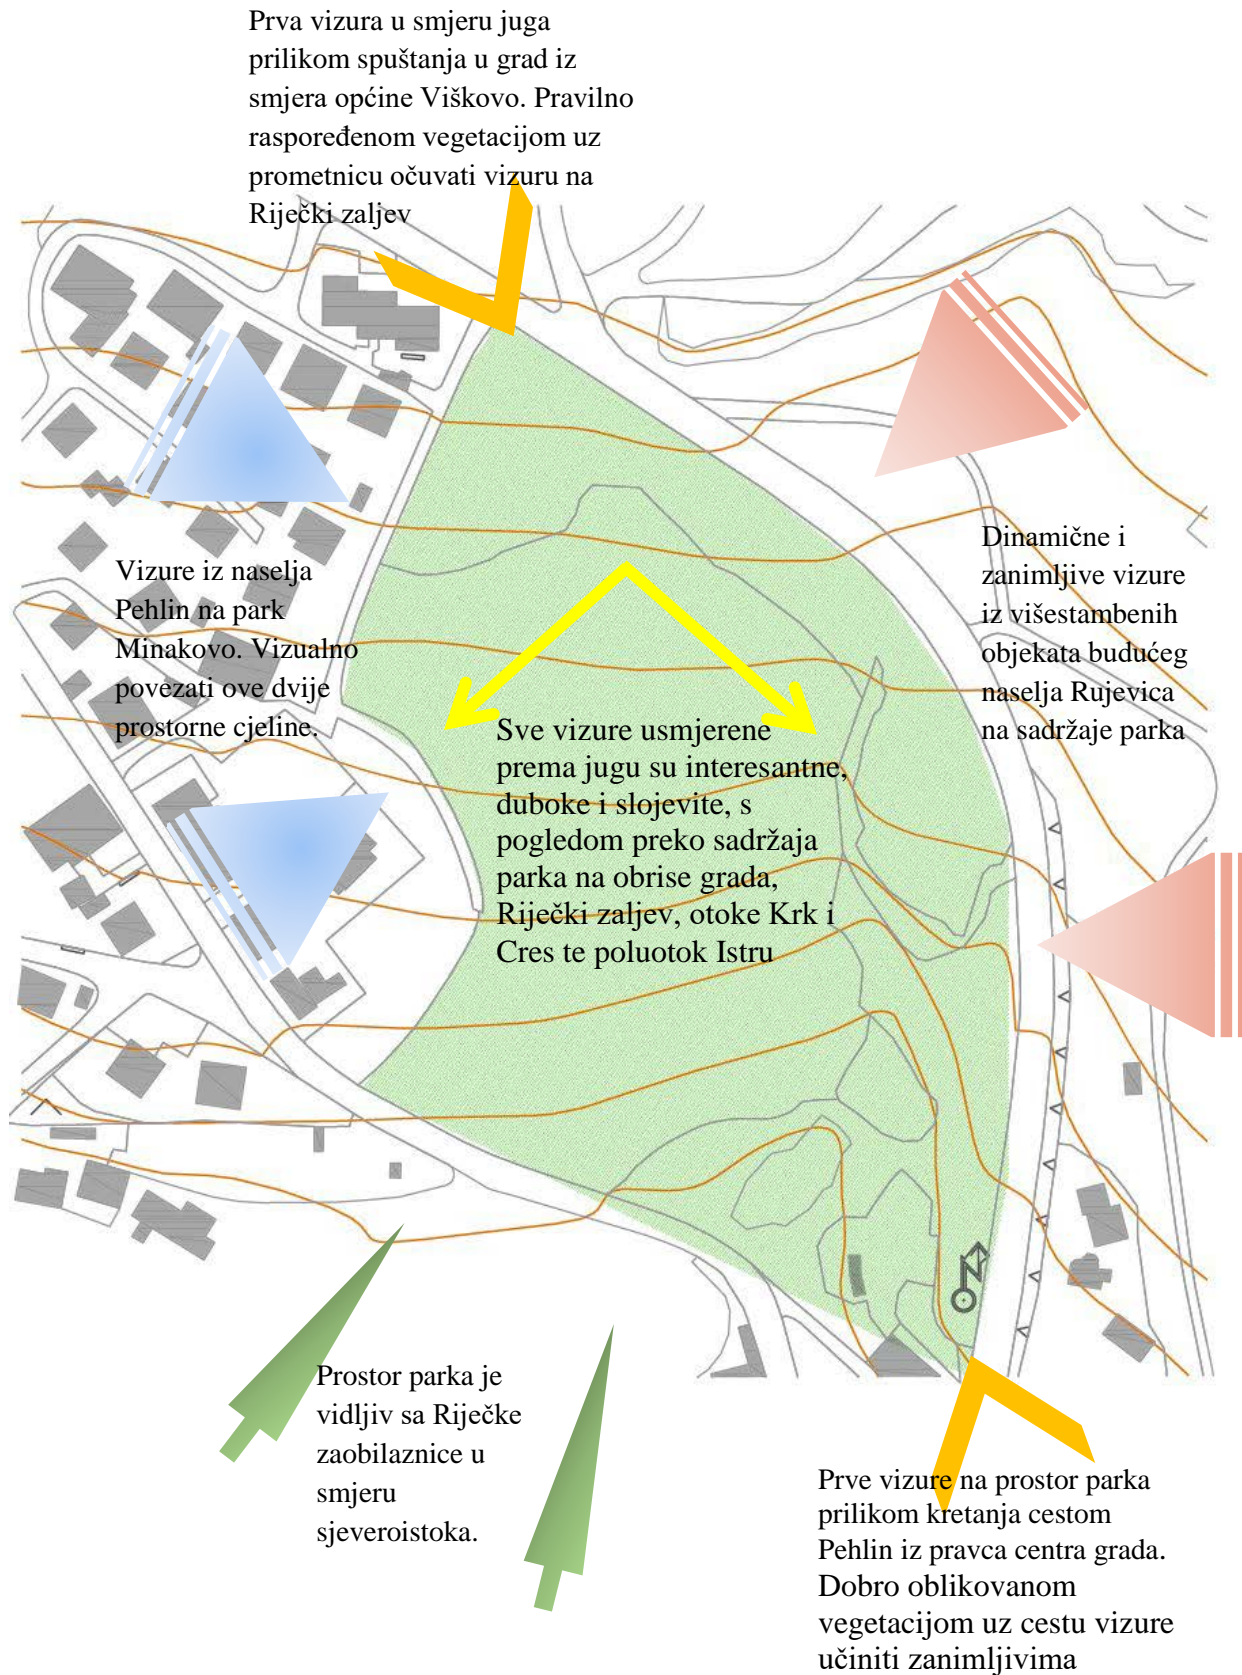 Prva vizura u smjeru juga
prilikom spuštanja u grad iz
smjera općine Viškovo. Pravilno
raspoređenom vegetacijom uz
prometnicu očuvati vizuru na
Riječki zaljev
Dinamične i
zanimljive vizure
iz višestambenih
objekata budućeg
naselja Rujevica
na sadržaje parka
Vizure iz naselja
Pehlin na park
Minakovo. Vizualno
povezati ove dvije
prostorne cjeline.
Sve vizure usmjerene
prema jugu su interesantne,
duboke i slojevite, s
pogledom preko sadržaja
parka na obrise grada,
Riječki zaljev, otoke Krk i
Cres te poluotok Istru
Prostor parka je
vidljiv sa Riječke
zaobilaznice u
smjeru
sjeveroistoka.
Prve vizure na prostor parka
prilikom kretanja cestom
Pehlin iz pravca centra grada.
Dobro oblikovanom
vegetacijom uz cestu vizure
učiniti zanimljivima